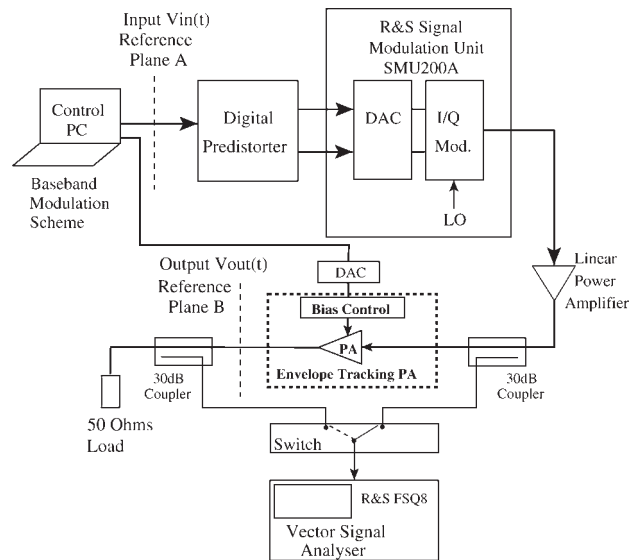 Input Vin(t)
Reference
Plane A
R&S Signal
Modulation Unit
SMU200A
Control
PC
Digital
Predistorter
DAC
I/Q
Mod.
LO
Baseband
Modulation
Scheme
Output Vout(t)
Reference
Plane B
DAC
Bias Control
PA
Envelope Tracking PA
Linear
Power
Amplifier
30dB
Coupler
30dB
Coupler
50 Ohms
Load
Switch
R&S FSQ8
Vector Signal
Analyser